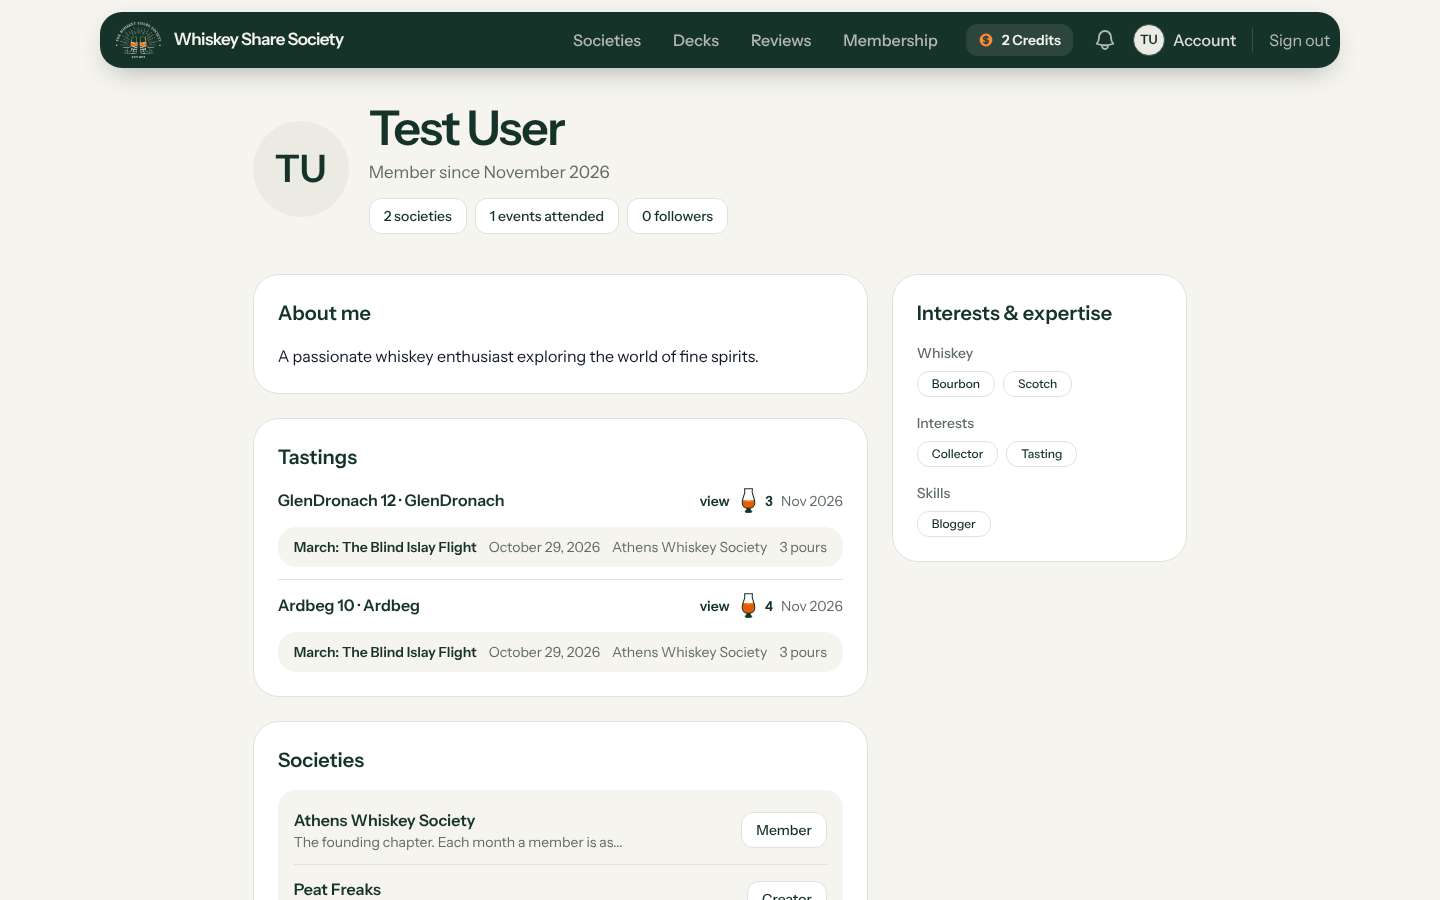 Whiskey Share Society
Societies
Decks
Reviews
Membership
2 Credits
TU
Account
Sign out
TU
Test User
Member since November 2026
2 societies
1 events attended
0 followers
About me
A passionate whiskey enthusiast exploring the world of fine spirits.
Interests & expertise
Whiskey
Bourbon
Scotch
Interests
Collector
Tasting
Skills
Blogger
Tastings
GlenDronach 12 · GlenDronach
view
3
Nov 2026
March: The Blind Islay Flight
October 29, 2026
Athens Whiskey Society
3 pours
Ardbeg 10 · Ardbeg
view
4
Nov 2026
March: The Blind Islay Flight
October 29, 2026
Athens Whiskey Society
3 pours
Societies
Athens Whiskey Society
The founding chapter. Each month a member is as...
Member
Peat Freaks
Creator